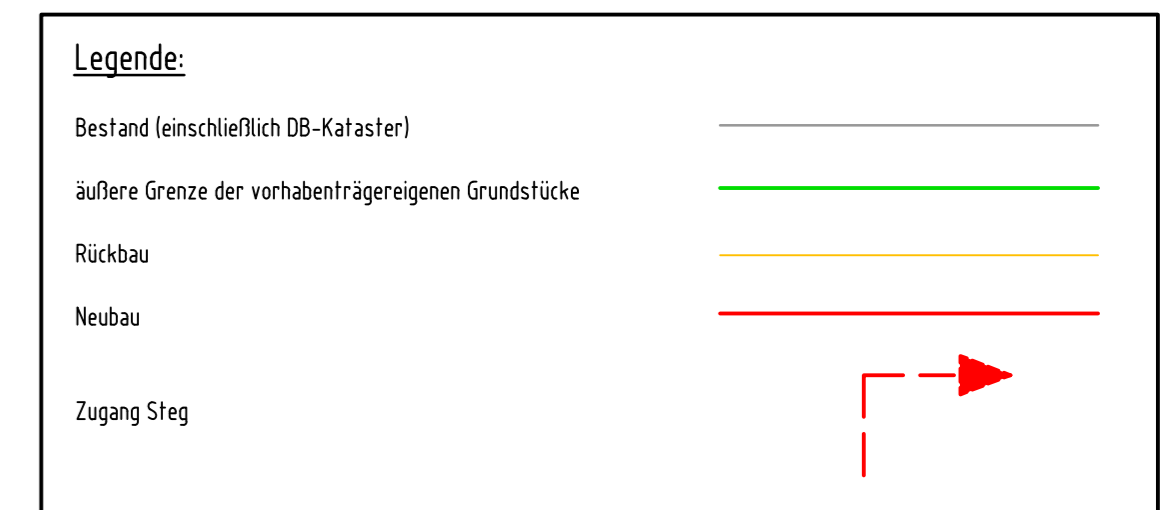 Legende:
Bestand (einschließlich DB-Kataster)
äußere Grenze der vorhabenträgereigenen Grundstücke
Rückbau
Neubau
Zugang Steg